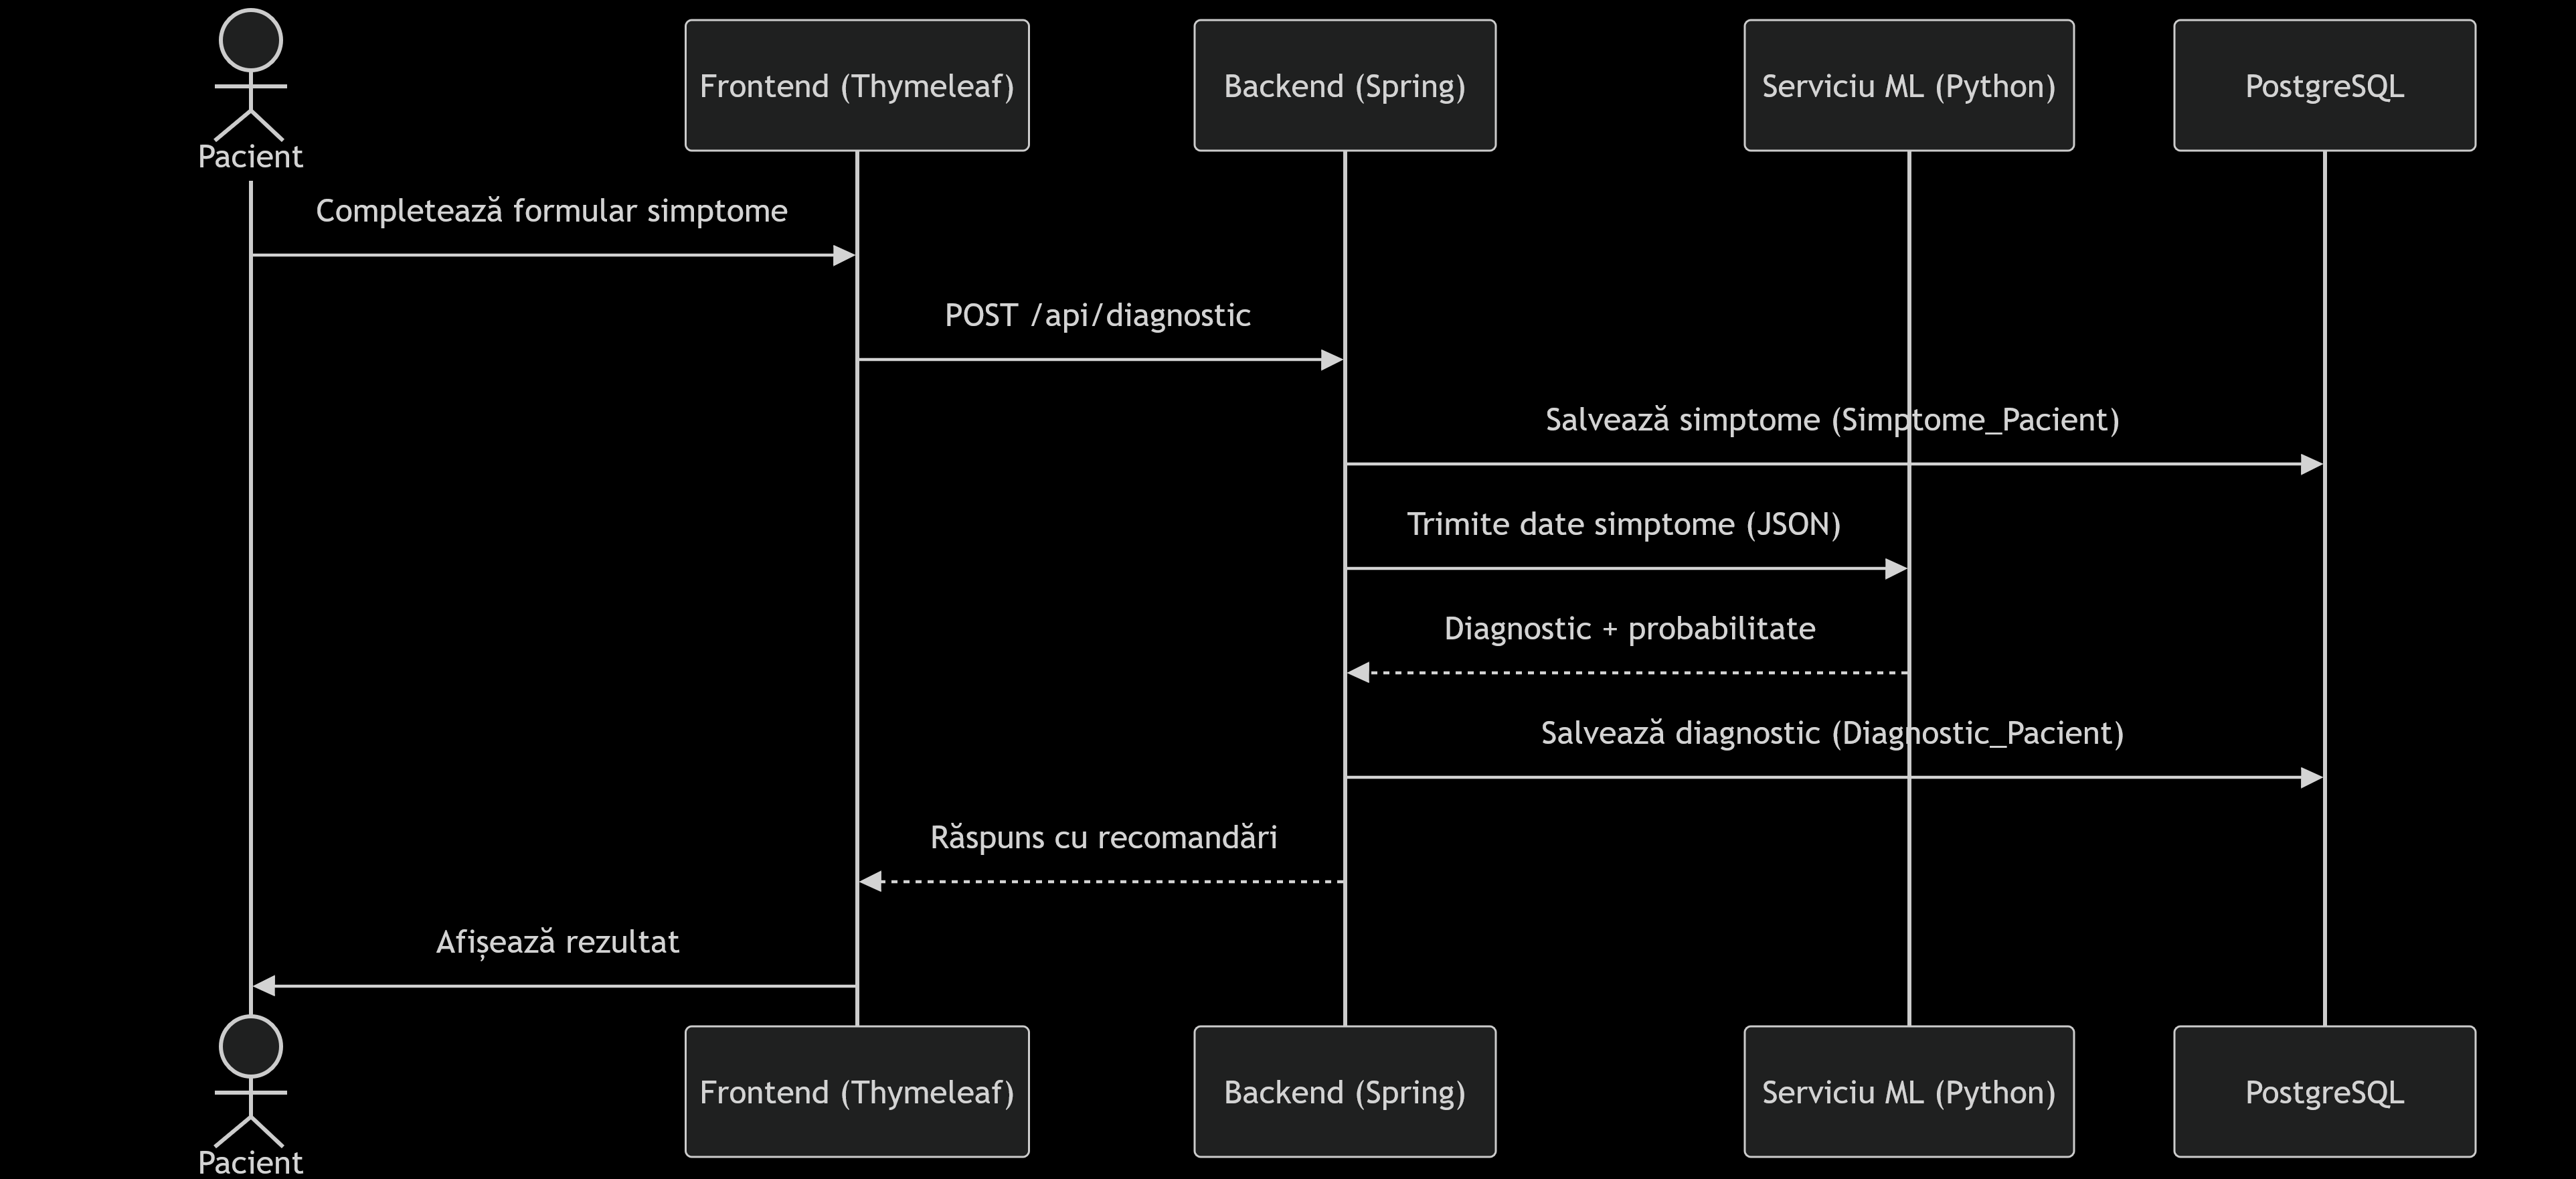 Frontend (Thymeleaf)
Backend (Spring)
Serviciu ML (Python)
PostgreSQL
Pacient
Completează formular simptome
POST /api/diagnostic
Salvează simptome (Simptome_Pacient)
Trimite date simptome (JSON)
Diagnostic + probabilitate
Salvează diagnostic (Diagnostic_Pacient)
Răspuns cu recomandări
Afișează rezultat
Frontend (Thymeleaf)
Backend (Spring)
Serviciu ML (Python)
PostgreSQL
Pacient